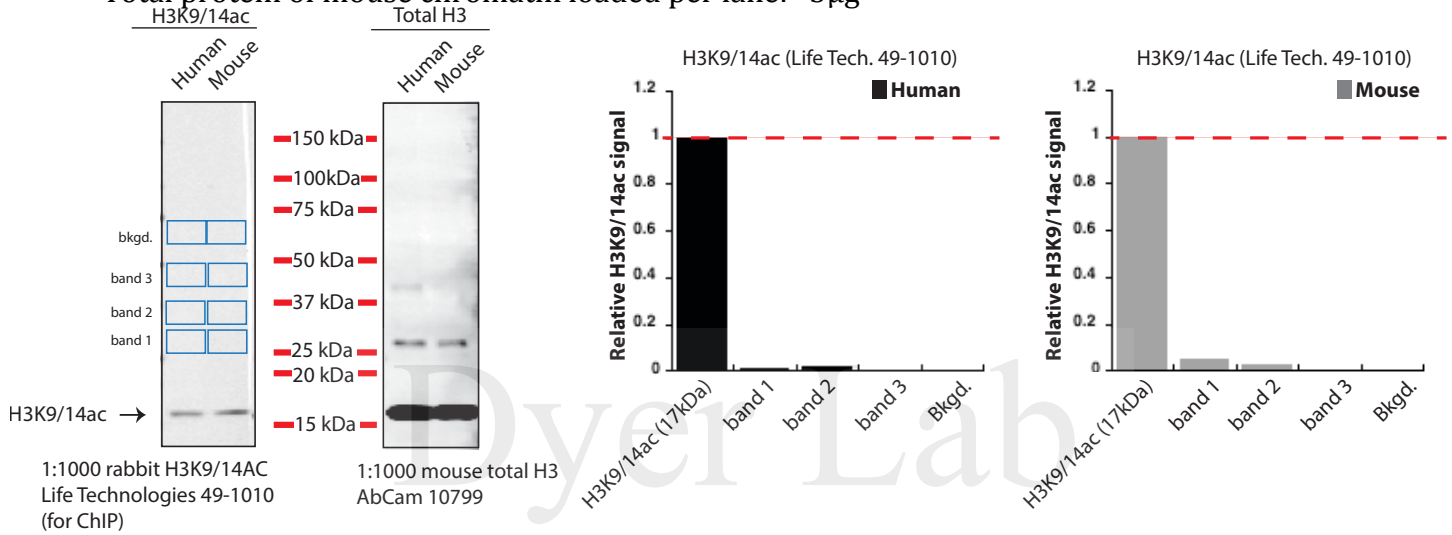 H3K9/14ac
Total H3
Human
Mouse
Human
Mouse
150 kDa
100kDa
75 kDa
50 kDa
37 kDa
25 kDa
20 kDa
15 kDa
bkgd.
band 3
band 2
band 1
H3K9/14ac →
1:1000 rabbit H3K9/14AC
Life Technologies 49-1010
(for ChIP)
1:1000 mouse total H3
AbCam 10799
H3K9/14ac (Life Tech. 49-1010)
Human
Relative H3K9/14ac signal
1.2
1
0.8
0.6
0.4
0.2
0
H3K9/14ac (17kDa)
band 1
band 2
band 3
Bkgd.
H3K9/14ac (Life Tech. 49-1010)
Mouse
Relative H3K9/14ac signal
1.2
1
0.8
0.6
0.4
0.2
0
H3K9/14ac (17kDa)
band 1
band 2
band 3
Bkgd.
Dyer Lab